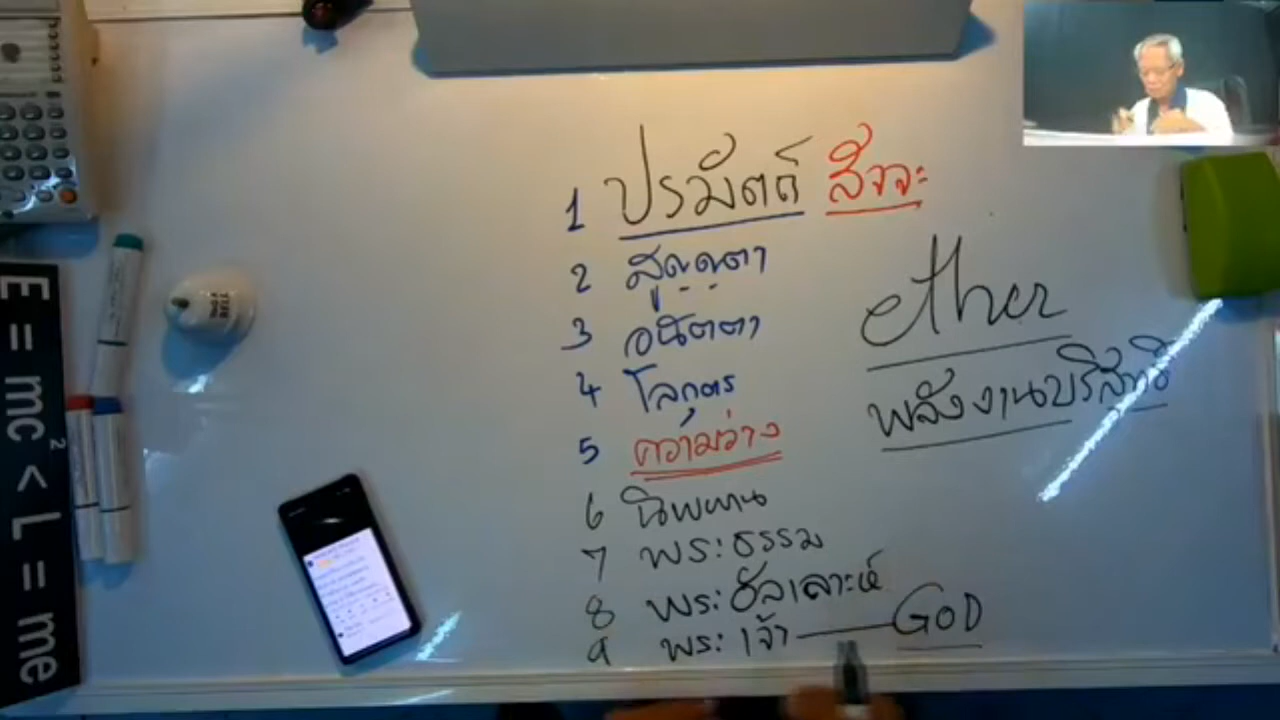 1 ปรมัตถ์ สัจจะ
2 สูญญตา
3 อนัตตา
4 โลกุตร
5 ความว่าง
6 นิพพาน
7 พระธรรม
8 พระอัลเลาะห์
9 พระเจ้า — GOD
ether
พลังงานบริสุทธิ
E = mc² < L = me